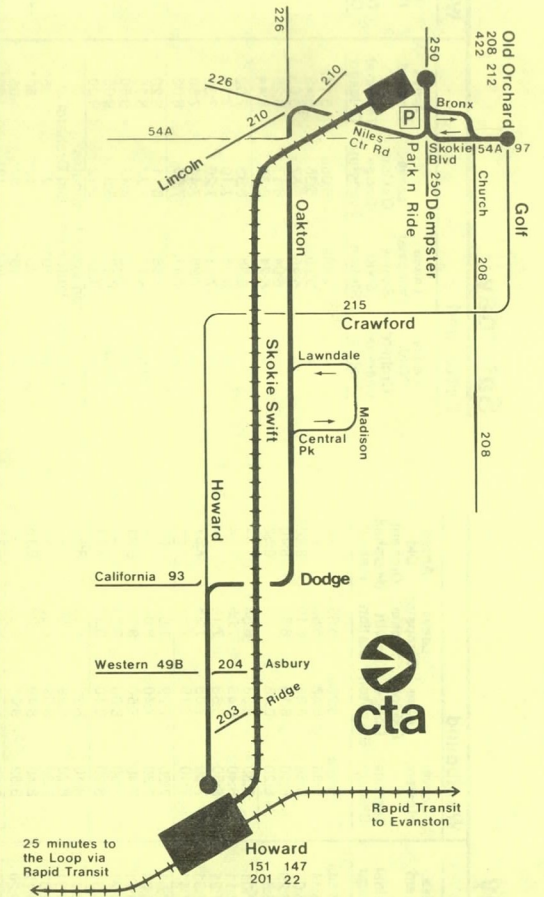 226
250
Old Orchard
208 212
422
226
210
210
P
Bronx
54A
Lincoln
Niles
Ctr Rd
Skokie
Blvd
54A
97
Park n Ride
250
Dempster
Church
Golf
Oakton
208
215
Crawford
Skokie Swift
Lawndale
Madison
Central
Pk
208
Howard
California 93
Dodge
Western 49B
204
Asbury
203
Ridge
cta
Rapid Transit
to Evanston
25 minutes to
the Loop via
Rapid Transit
Howard
151 147
201 22